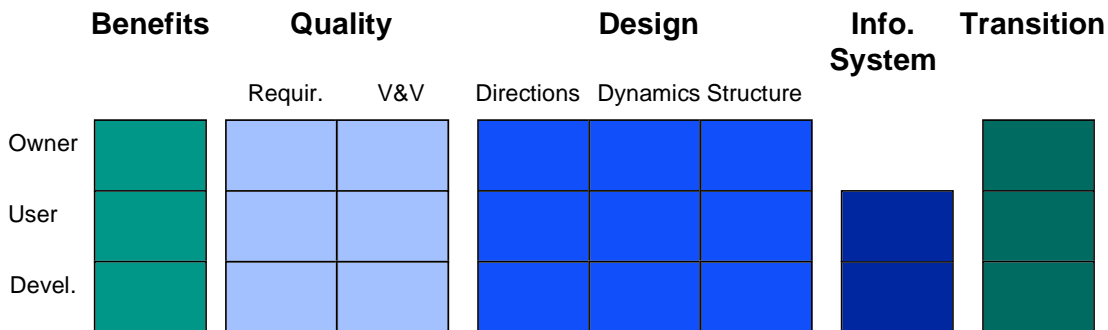 Benefits Quality Design Info. Transition
System
Requir. V&V Directions Dynamics Structure
Owner
User
Devel.